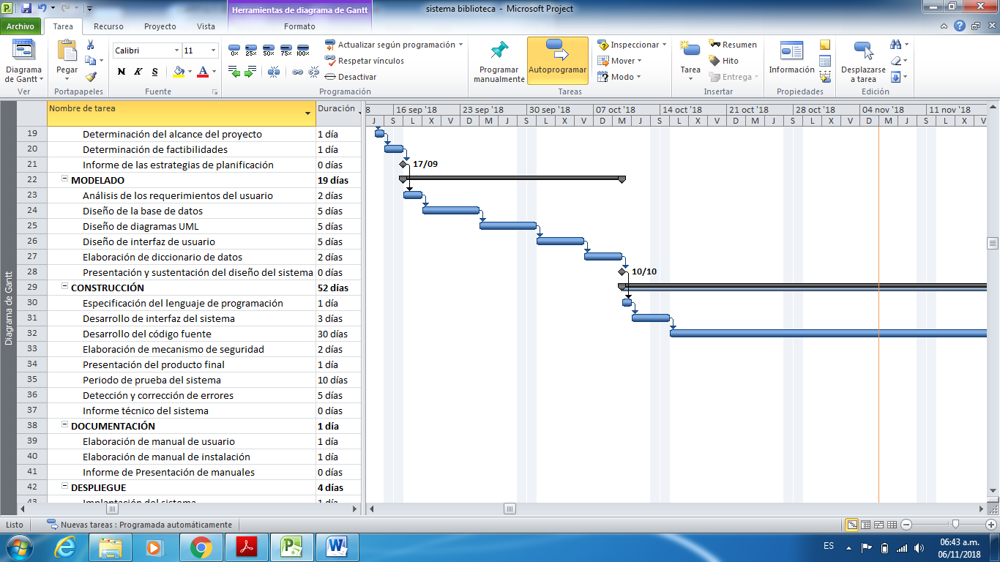 Herramientas de diagrama de Gantt
sistema biblioteca - Microsoft Project
Archivo Tarea Recurso Proyecto Vista Formato
Diagrama de Gantt
Ver
Pegar
Portapapeles
Calibri 11
N K S A
Fuente
0% 25% 50% 75% 100%
Actualizar según programación
Respetar vínculos
Desactivar
Programación
Programar manualmente
Autoprogramar
Inspeccionar
Mover
Modo
Tareas
Tarea
Resumen
Hito
Entrega
Insertar
Información
Propiedades
Desplazarse a tarea
Edición
Nombre de tarea Duración
8 16 sep '18 23 sep '18 30 sep '18 07 oct '18 14 oct '18 21 oct '18 28 oct '18 04 nov '18 11 nov '18
J S L X V D M J S L X V D M J S L X V D M J S L X V
19 Determinación del alcance del proyecto 1 día
20 Determinación de factibilidades 1 día
21 Informe de las estrategias de planificación 0 días 17/09
22 MODELADO 19 días
23 Análisis de los requerimientos del usuario 2 días
24 Diseño de la base de datos 5 días
25 Diseño de diagramas UML 5 días
26 Diseño de interfaz de usuario 5 días
27 Elaboración de diccionario de datos 2 días
28 Presentación y sustentación del diseño del sistema 0 días 10/10
29 CONSTRUCCIÓN 52 días
30 Especificación del lenguaje de programación 1 día
31 Desarrollo de interfaz del sistema 3 días
32 Desarrollo del código fuente 30 días
33 Elaboración de mecanismo de seguridad 2 días
34 Presentación del producto final 1 día
35 Periodo de prueba del sistema 10 días
36 Detección y corrección de errores 5 días
37 Informe técnico del sistema 0 días
38 DOCUMENTACIÓN 1 día
39 Elaboración de manual de usuario 1 día
40 Elaboración de manual de instalación 1 día
41 Informe de Presentación de manuales 0 días
42 DESPLIEGUE 4 días
43 Implantación del sistema 1 día
Diagrama de Gantt
Listo Nuevas tareas : Programada automáticamente
ES 06:43 a.m.
06/11/2018